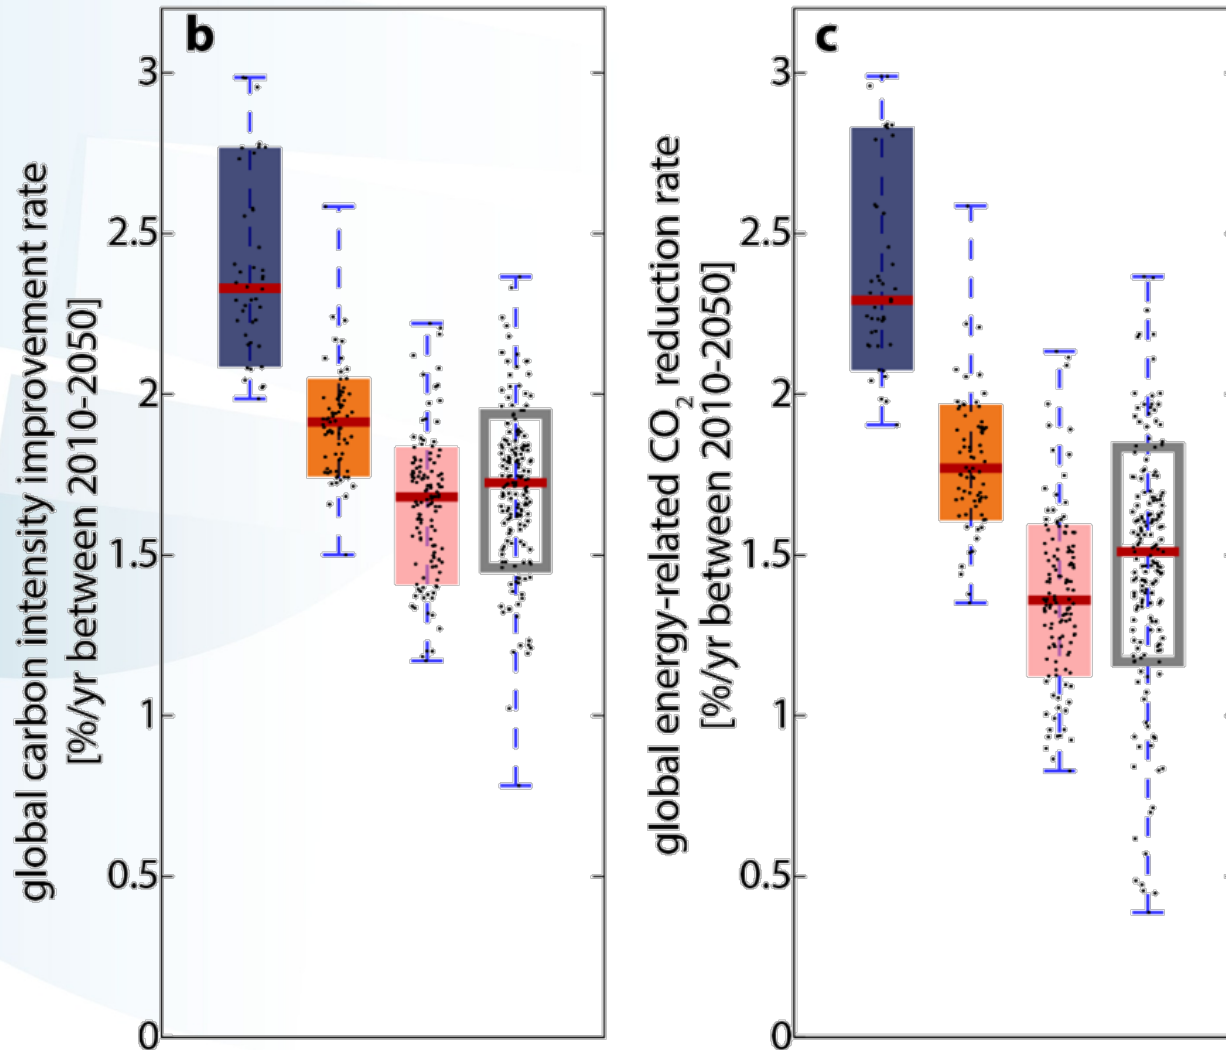 b
global carbon intensity improvement rate
[%/yr between 2010-2050]
3
2.5
2
1.5
1
0.5
0
c
global energy-related CO2 reduction rate
[%/yr between 2010-2050]
3
2.5
2
1.5
1
0.5
0